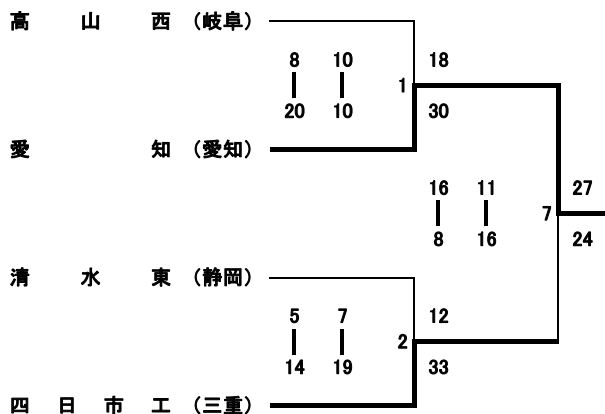 高山西（岐阜）
8 10 18
1
20 10 30
愛知（愛知）
16 11 27
7
8 16 24
清水東（静岡）
5 7 12
2
14 19 33
四日市工（三重）